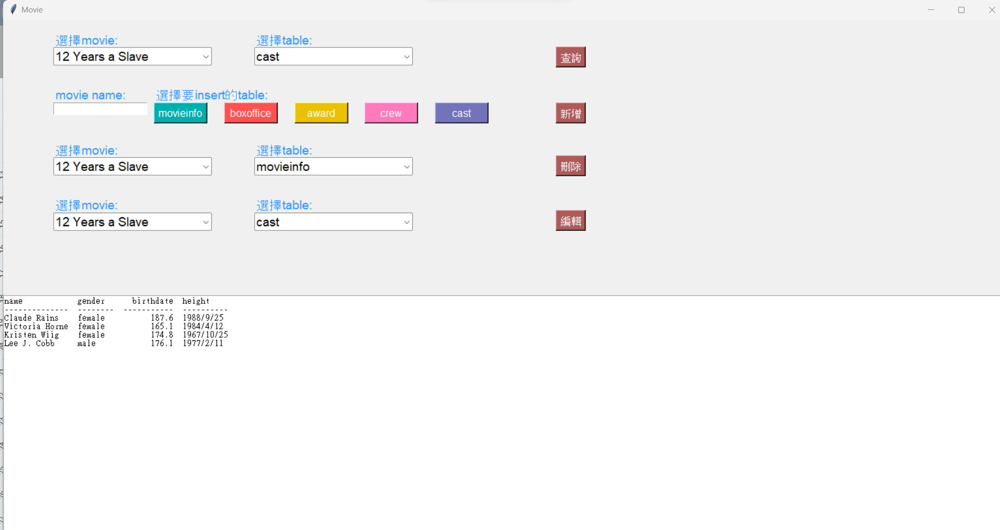 Movie
選擇movie: 選擇table:
12 Years a Slave cast 查詢
movie name: 選擇要insert的table:
movieinfo boxoffice award crew cast 新增
選擇movie: 選擇table:
12 Years a Slave movieinfo 刪除
選擇movie: 選擇table:
12 Years a Slave cast 編輯
name gender birthdate height
-------------- -------- ----------- ----------
Claude Rains female 187.6 1988/9/25
Victoria Horne female 165.1 1984/4/12
Kristen Wiig female 174.8 1967/10/25
Lee J. Cobb male 176.1 1977/2/11